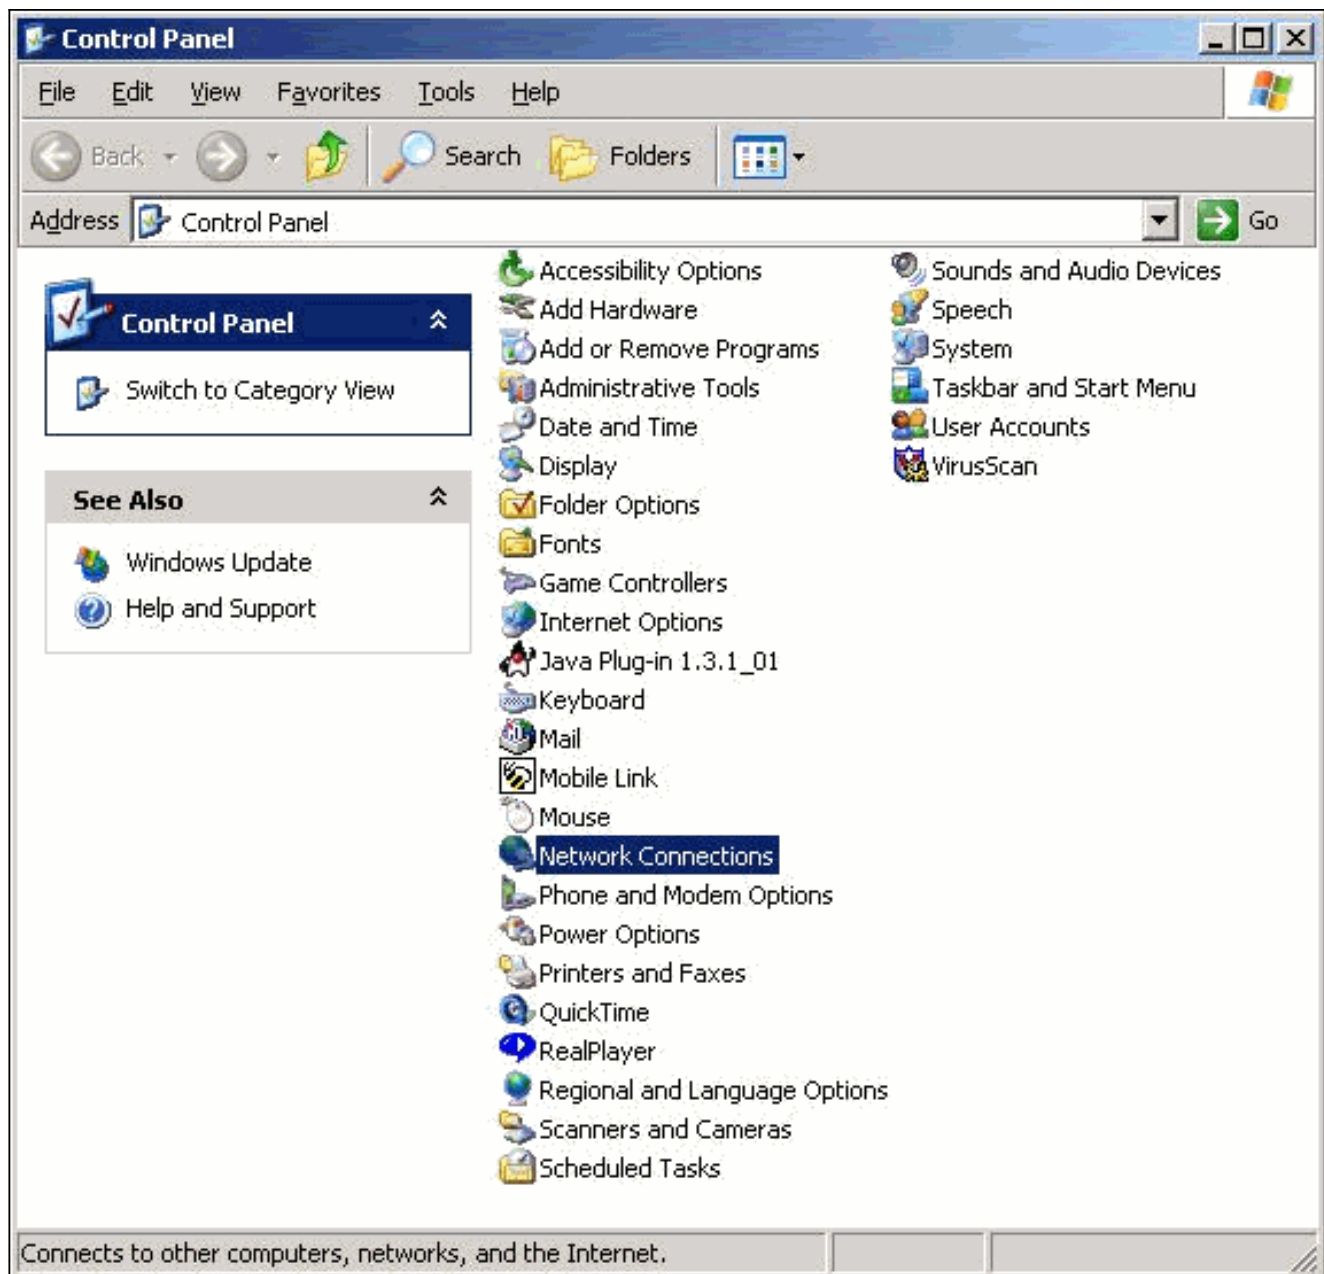 Control Panel
File Edit View Favorites Tools Help
Back Search Folders
Address Control Panel Go
Control Panel
Switch to Category View
See Also
Windows Update
Help and Support
Accessibility Options
Add Hardware
Add or Remove Programs
Administrative Tools
Date and Time
Display
Folder Options
Fonts
Game Controllers
Internet Options
Java Plug-in 1.3.1_01
Keyboard
Mail
Mobile Link
Mouse
Network Connections
Phone and Modem Options
Power Options
Printers and Faxes
QuickTime
RealPlayer
Regional and Language Options
Scanners and Cameras
Scheduled Tasks
Sounds and Audio Devices
Speech
System
Taskbar and Start Menu
User Accounts
VirusScan
Connects to other computers, networks, and the Internet.